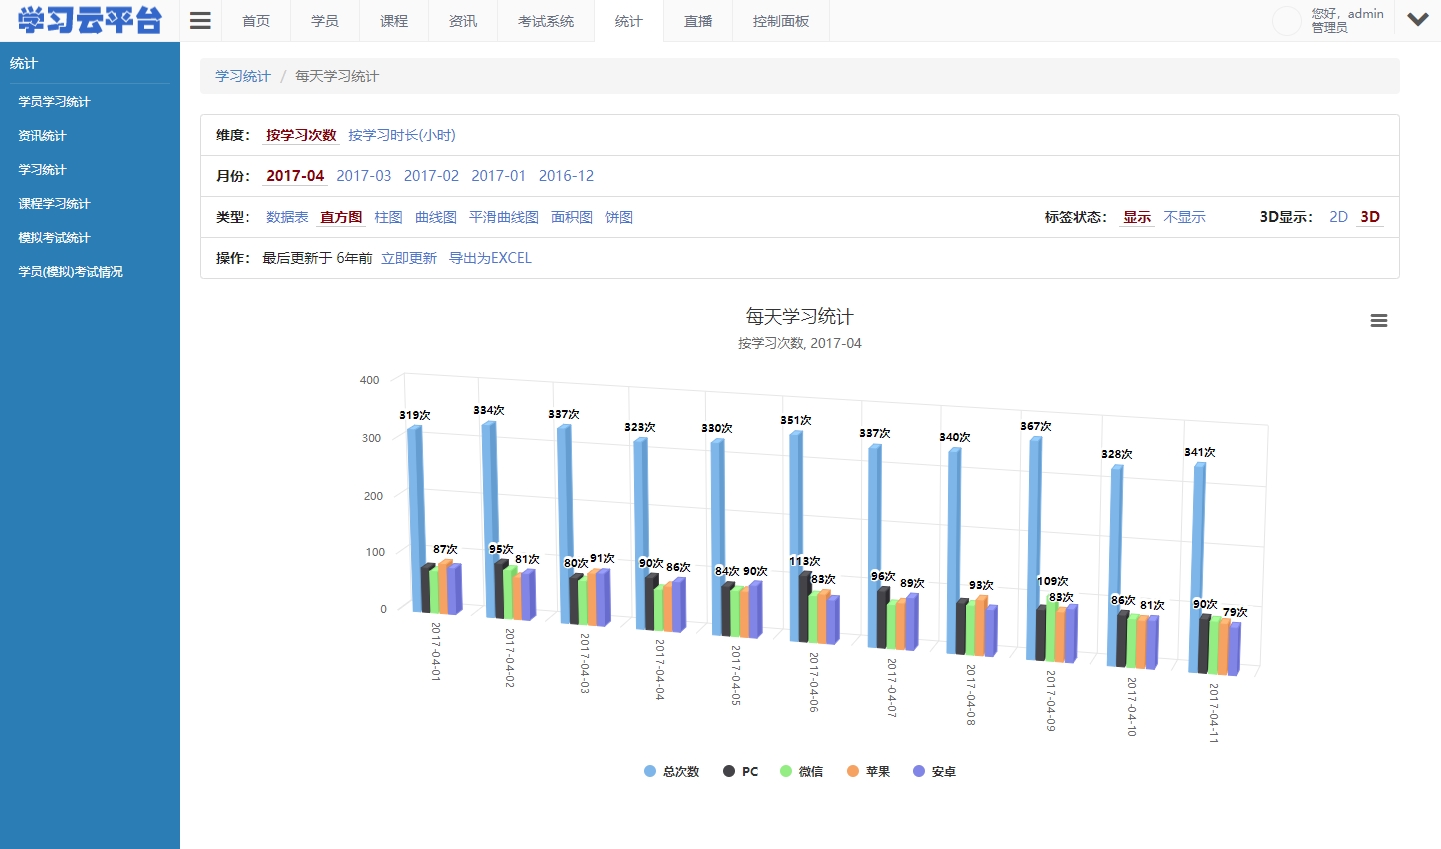 学习云平台
首页 学员 课程 资讯 考试系统 统计 直播 控制面板
您好，admin
管理员
统计
学员学习统计
资讯统计
学习统计
课程学习统计
模拟考试统计
学员(模拟)考试情况
学习统计 / 每天学习统计
维度： 按学习次数 按学习时长(小时)
月份： 2017-04 2017-03 2017-02 2017-01 2016-12
类型： 数据表 直方图 柱图 曲线图 平滑曲线图 面积图 饼图 标签状态： 显示 不显示 3D显示： 2D 3D
操作： 最后更新于 6年前 立即更新 导出为EXCEL
每天学习统计
按学习次数, 2017-04
400
300
200
100
0
319次 334次 337次 323次 330次 351次 337次 340次 367次 328次 341次
87次 95次 81次 80次 91次 90次 86次 84次 90次 113次 83次 96次 89次 93次 109次 83次 86次 81次 90次 79次
2017-04-01 2017-04-02 2017-04-03 2017-04-04 2017-04-05 2017-04-06 2017-04-07 2017-04-08 2017-04-09 2017-04-10 2017-04-11
总次数 PC 微信 苹果 安卓